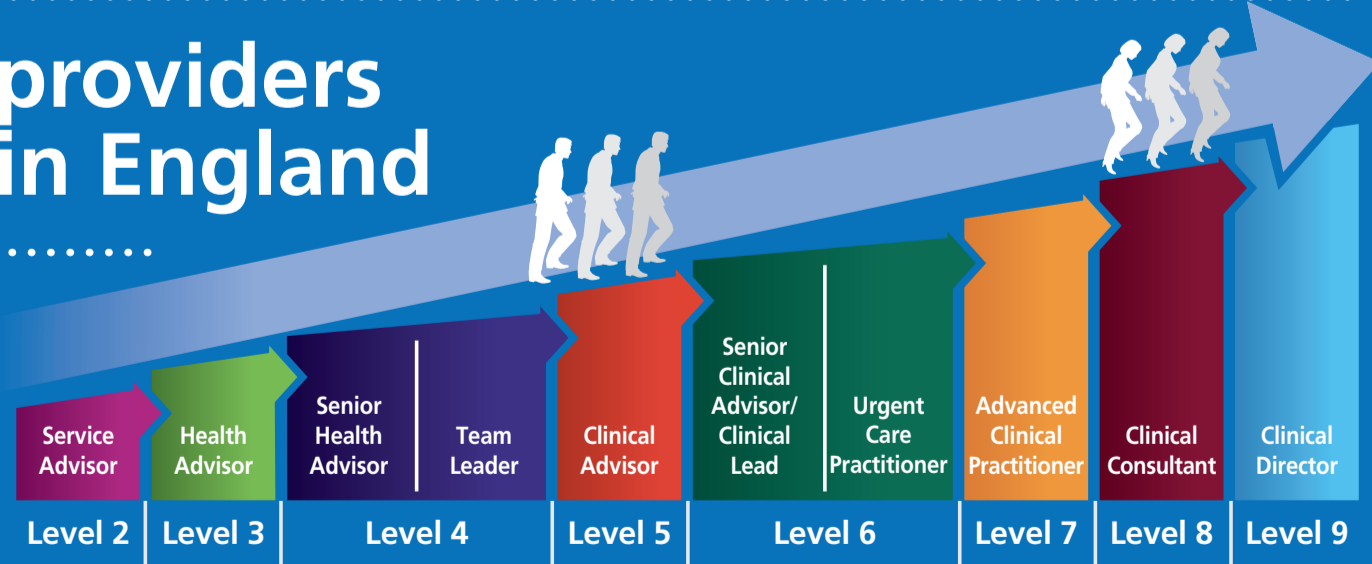 providers
in England
Service
Advisor
Health
Advisor
Senior
Health
Advisor
Team
Leader
Clinical
Advisor
Senior
Clinical
Advisor/
Clinical
Lead
Urgent
Care
Practitioner
Advanced
Clinical
Practitioner
Clinical
Consultant
Clinical
Director
Level 2
Level 3
Level 4
Level 5
Level 6
Level 7
Level 8
Level 9